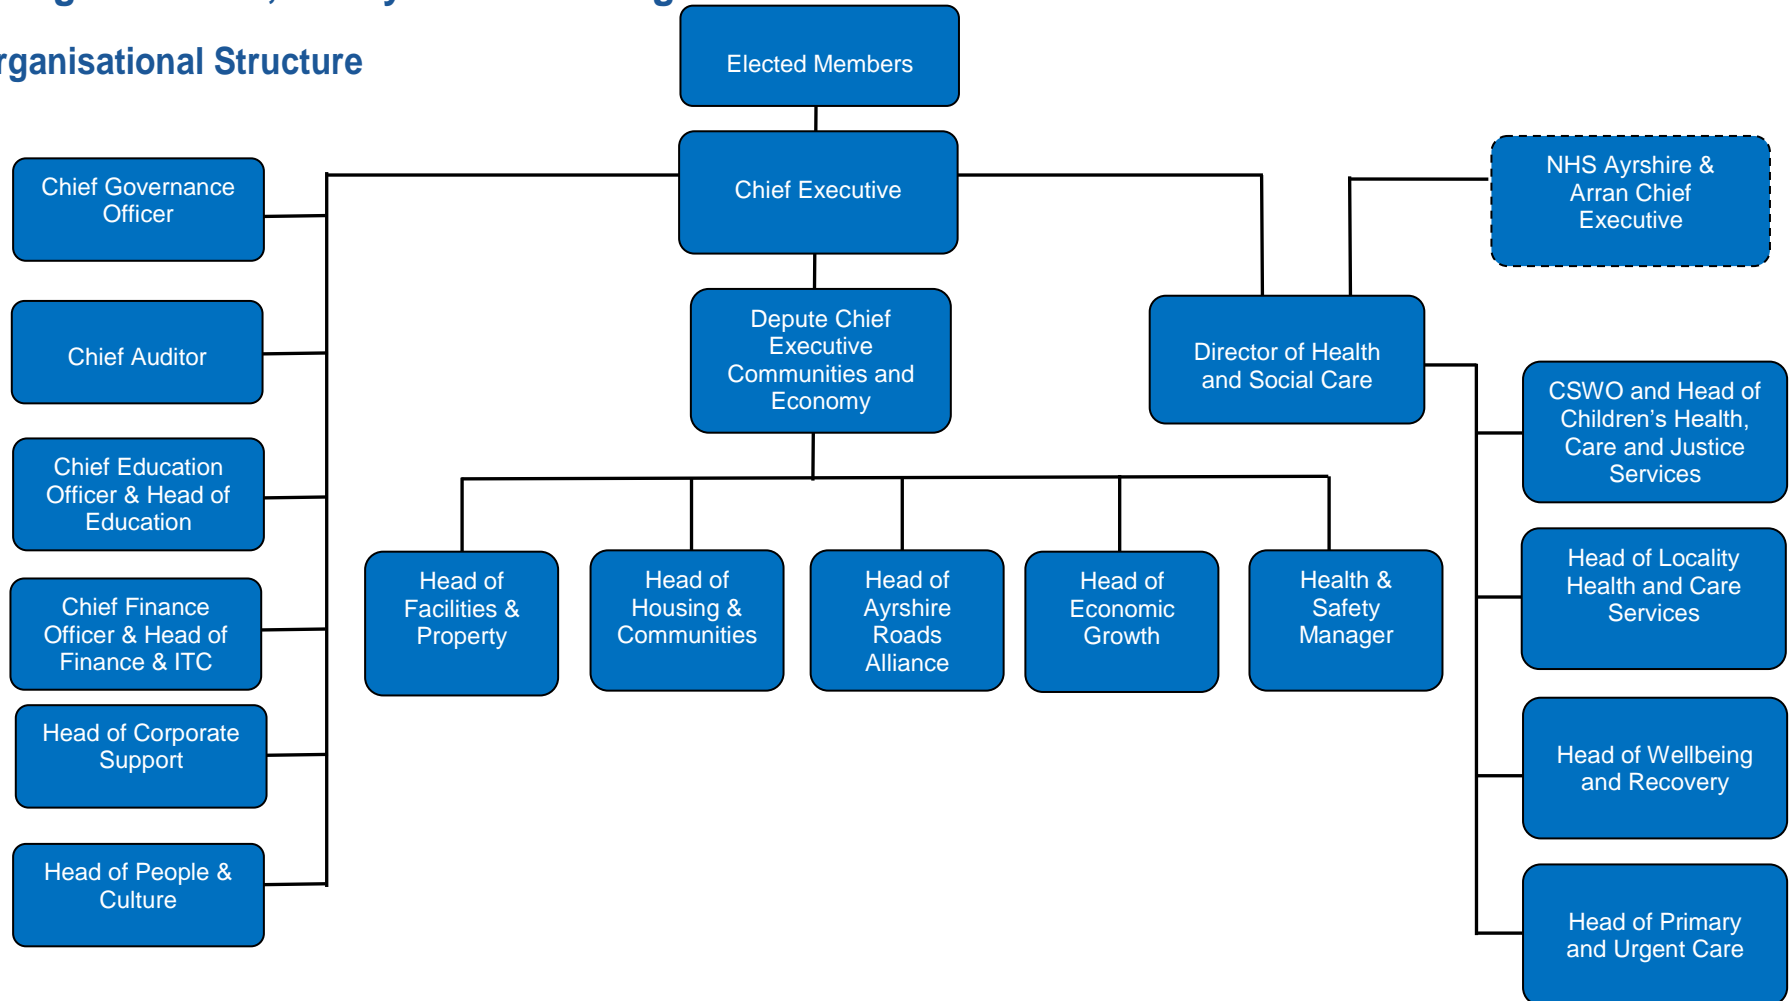 rganisational Structure
Elected Members
Chief Executive
NHS Ayrshire &
Arran Chief
Executive
Chief Governance
Officer
Chief Auditor
Chief Education
Officer & Head of
Education
Chief Finance
Officer & Head of
Finance & ITC
Head of Corporate
Support
Head of People &
Culture
Depute Chief
Executive
Communities and
Economy
Director of Health
and Social Care
Head of
Facilities &
Property
Head of
Housing &
Communities
Head of
Ayrshire
Roads
Alliance
Head of
Economic
Growth
Health &
Safety
Manager
CSWO and Head of
Children’s Health,
Care and Justice
Services
Head of Locality
Health and Care
Services
Head of Wellbeing
and Recovery
Head of Primary
and Urgent Care